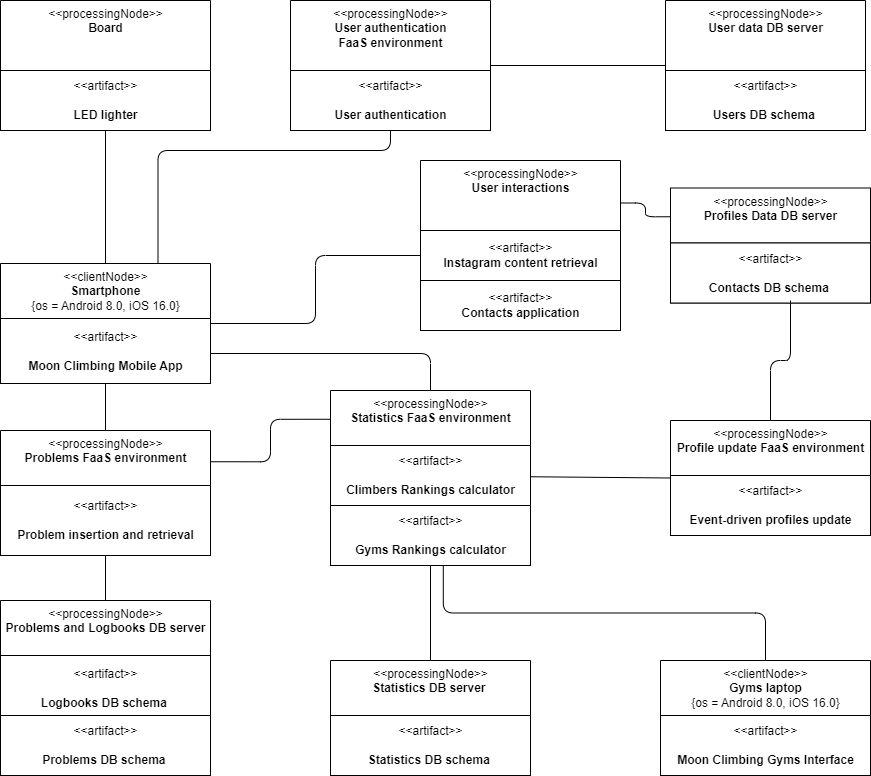 <<processingNode>>
Board
<<artifact>>
LED lighter
<<processingNode>>
User authentication
FaaS environment
<<artifact>>
User authentication
<<processingNode>>
User data DB server
<<artifact>>
Users DB schema
<<processingNode>>
User interactions
<<artifact>>
Instagram content retrieval
<<artifact>>
Contacts application
<<processingNode>>
Profiles Data DB server
<<artifact>>
Contacts DB schema
<<clientNode>>
Smartphone
{os = Android 8.0, iOS 16.0}
<<artifact>>
Moon Climbing Mobile App
<<processingNode>>
Statistics FaaS environment
<<artifact>>
Climbers Rankings calculator
<<artifact>>
Gyms Rankings calculator
<<processingNode>>
Profile update FaaS environment
<<artifact>>
Event-driven profiles update
<<processingNode>>
Problems FaaS environment
<<artifact>>
Problem insertion and retrieval
<<processingNode>>
Problems and Logbooks DB server
<<artifact>>
Logbooks DB schema
<<artifact>>
Problems DB schema
<<processingNode>>
Statistics DB server
<<artifact>>
Statistics DB schema
<<clientNode>>
Gyms laptop
{os = Android 8.0, iOS 16.0}
<<artifact>>
Moon Climbing Gyms Interface